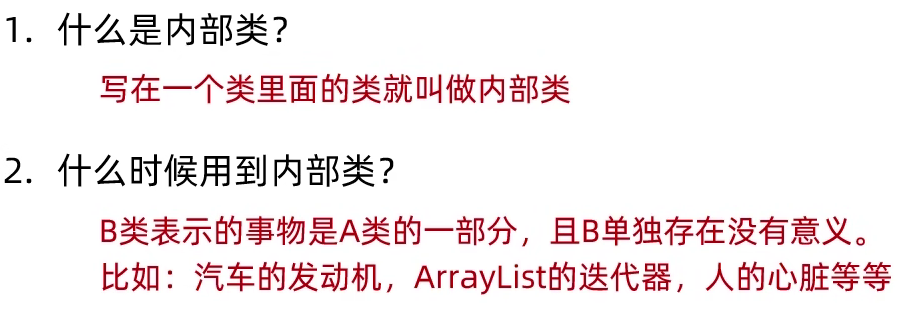 1. 什么是内部类？
写在一个类里面的类就叫做内部类
2. 什么时候用到内部类？
B类表示的事物是A类的一部分，且B单独存在没有意义。
比如：汽车的发动机，ArrayList的迭代器，人的心脏等等